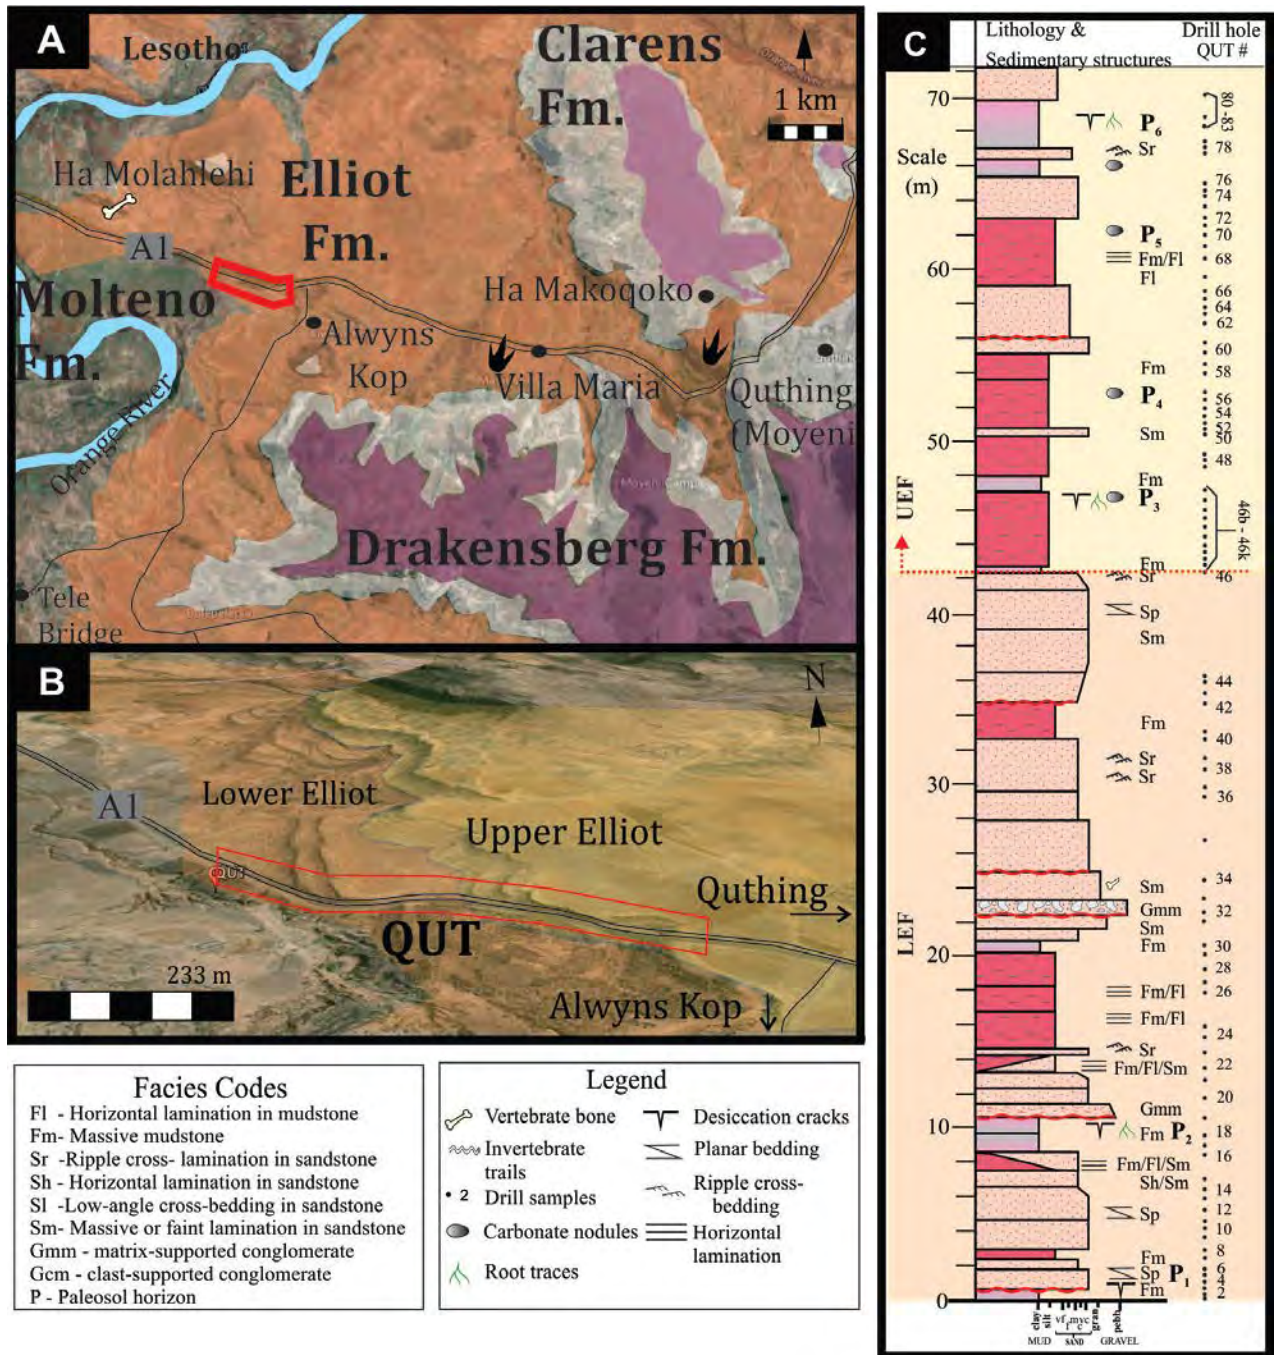 A
Lesotho
Clarens
Fm.
1 km
Ha Molahlehi
Elliot
Fm.
A1
Molteno
Fm.
Ha Makoqoko
Alwyns
Kop
Villa Maria
Quthing
(Moyeni
Orange River
Drakensberg Fm.
Tele
Bridge
B
N
Lower Elliot
A1
Upper Elliot
QUT
Quthing
QUT
233 m
Alwyns Kop
Facies Codes
Fl - Horizontal lamination in mudstone
Fm- Massive mudstone
Sr -Ripple cross- lamination in sandstone
Sh - Horizontal lamination in sandstone
Sl -Low-angle cross-bedding in sandstone
Sm- Massive or faint lamination in sandstone
Gmm - matrix-supported conglomerate
Gcm - clast-supported conglomerate
P - Paleosol horizon
Legend
Vertebrate bone
Desiccation cracks
Invertebrate
trails
Planar bedding
2 Drill samples
Ripple cross-
bedding
Carbonate nodules
Horizontal
lamination
Root traces
C
Lithology &
Sedimentary structures
Drill hole
QUT #
70
80 -83
P6
Sr
78
Scale
(m)
76
74
72
P5
70
Fm/Fl
68
Fl
60
66
64
62
60
Fm
58
P4
56
54
52
Sm
50
50
48
Fm
P3
46b - 46k
UEF
Fm
Sr
46
40
Sp
Sm
44
42
Fm
40
Sr
38
Sr
30
36
34
Sm
Gmm
32
Sm
Fm
30
LEF
20
28
Fm/Fl
26
Fm/Fl
24
Sr
Fm/Fl/Sm
22
20
Gmm
10
Fm P2
18
16
Fm/Fl/Sm
Sh/Sm
14
12
Sp
10
8
Fm
6
Sp P1
4
Fm
2
0
clay
silt
vf
f
m
c
vc
gran
pebb
MUD
SAND
GRAVEL